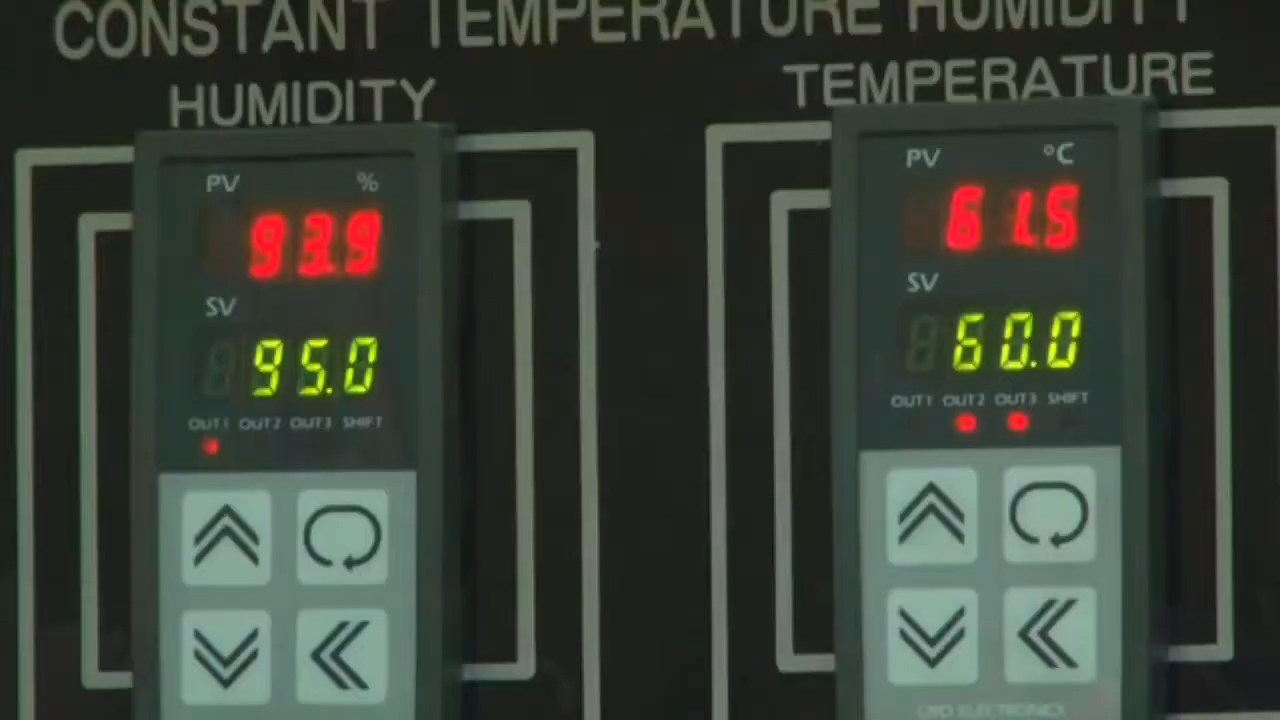 CONSTANT TEMPERATURE HUMIDITY
HUMIDITY
PV %
93.9
SV
95.0
OUT1 OUT2 OUT3 SHIFT
TEMPERATURE
PV °C
61.5
SV
60.0
OUT1 OUT2 OUT3 SHIFT
ELECTRONICS